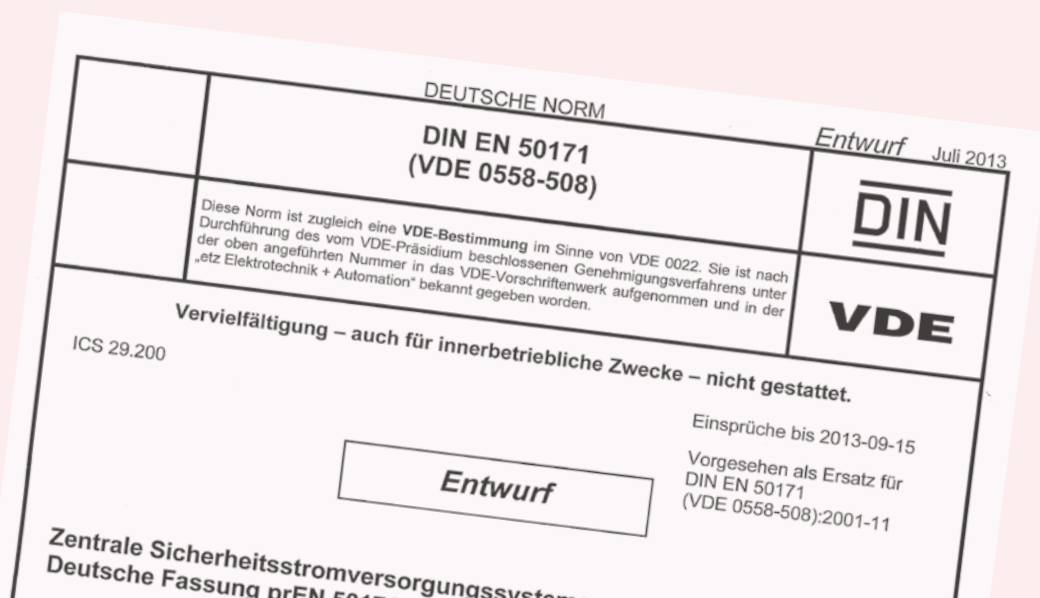 DEUTSCHE NORM
Entwurf Juli 2013
DIN EN 50171
(VDE 0558-508)
DIN
Diese Norm ist zugleich eine VDE-Bestimmung im Sinne von VDE 0022. Sie ist nach
Durchführung des vom VDE-Präsidium beschlossenen Genehmigungsverfahrens unter
der oben angeführten Nummer in das VDE-Vorschriftenwerk aufgenommen und in der
„etz Elektrotechnik + Automation“ bekannt gegeben worden.
VDE
Vervielfältigung – auch für innerbetriebliche Zwecke – nicht gestattet.
ICS 29.200
Einsprüche bis 2013-09-15
Vorgesehen als Ersatz für
DIN EN 50171
(VDE 0558-508):2001-11
Entwurf
Zentrale
Deutsche Fassung